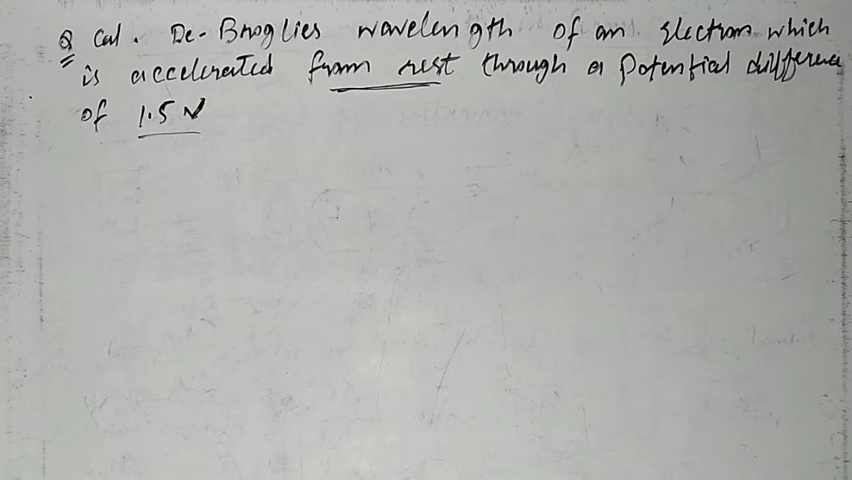 Q Cal. De-Broglies wavelength of an Electron which
is accelerated from rest through a Potential difference
of 1.5 V